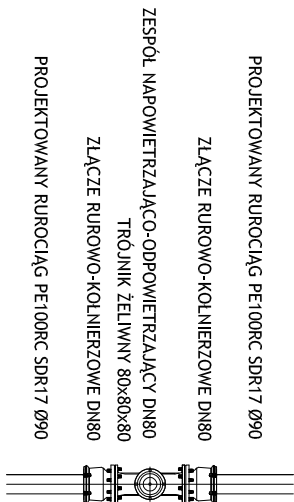 PROJEKTOWANY RUROCIĄG PE100RC SDR17 Ø90
ZŁĄCZE RUROWO-KOŁNIERZOWE DN80
ZESPÓŁ NAPOWIETRZAJĄCO-ODPOWIETRZAJĄCY DN80
TRÓJNIK ŻELIWNY 80x80x80
ZŁĄCZE RUROWO-KOŁNIERZOWE DN80
PROJEKTOWANY RUROCIĄG PE100RC SDR17 Ø90